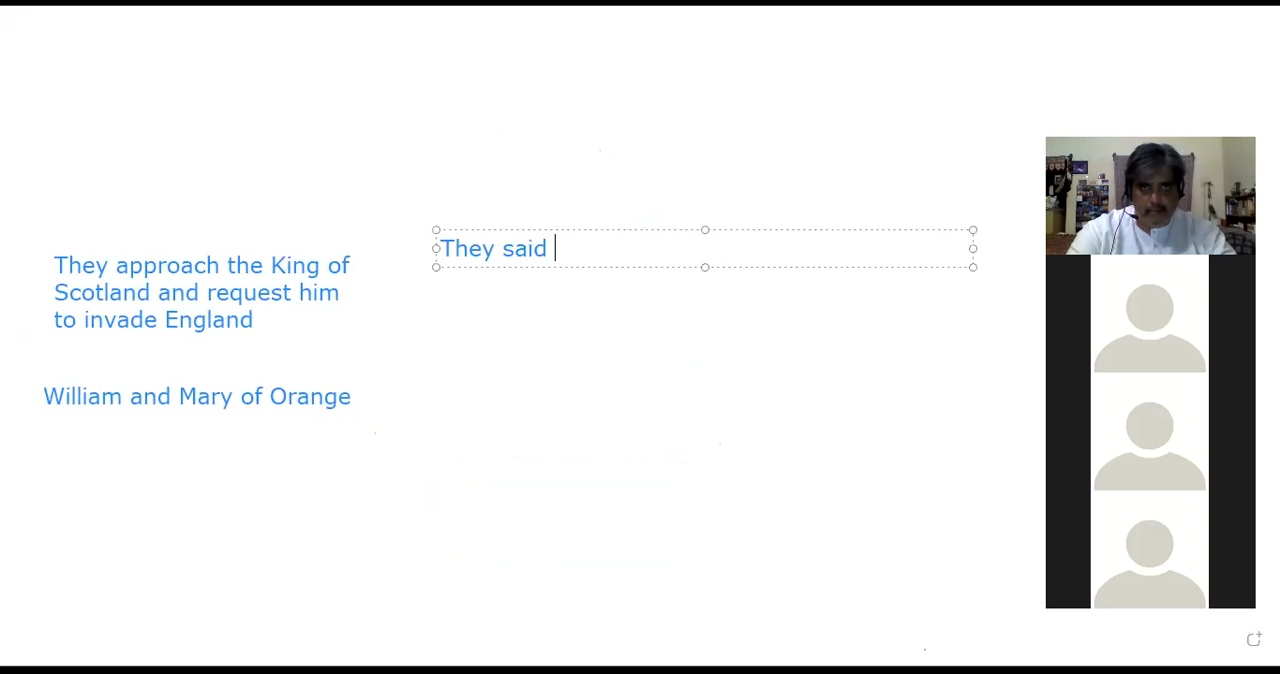 They said
They approach the King of
Scotland and request him
to invade England
William and Mary of Orange